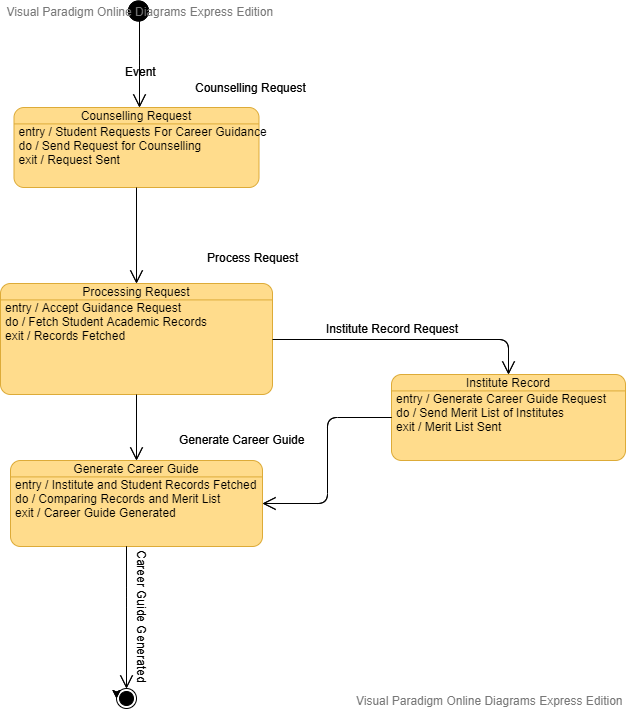 Visual Paradigm Online Diagrams Express Edition
Event
Counselling Request
Counselling Request
entry / Student Requests For Career Guidance
do / Send Request for Counselling
exit / Request Sent
Process Request
Processing Request
entry / Accept Guidance Request
do / Fetch Student Academic Records
exit / Records Fetched
Institute Record Request
Institute Record
entry / Generate Career Guide Request
do / Send Merit List of Institutes
exit / Merit List Sent
Generate Career Guide
Generate Career Guide
entry / Institute and Student Records Fetched
do / Comparing Records and Merit List
exit / Career Guide Generated
Career Guide Generated
Visual Paradigm Online Diagrams Express Edition